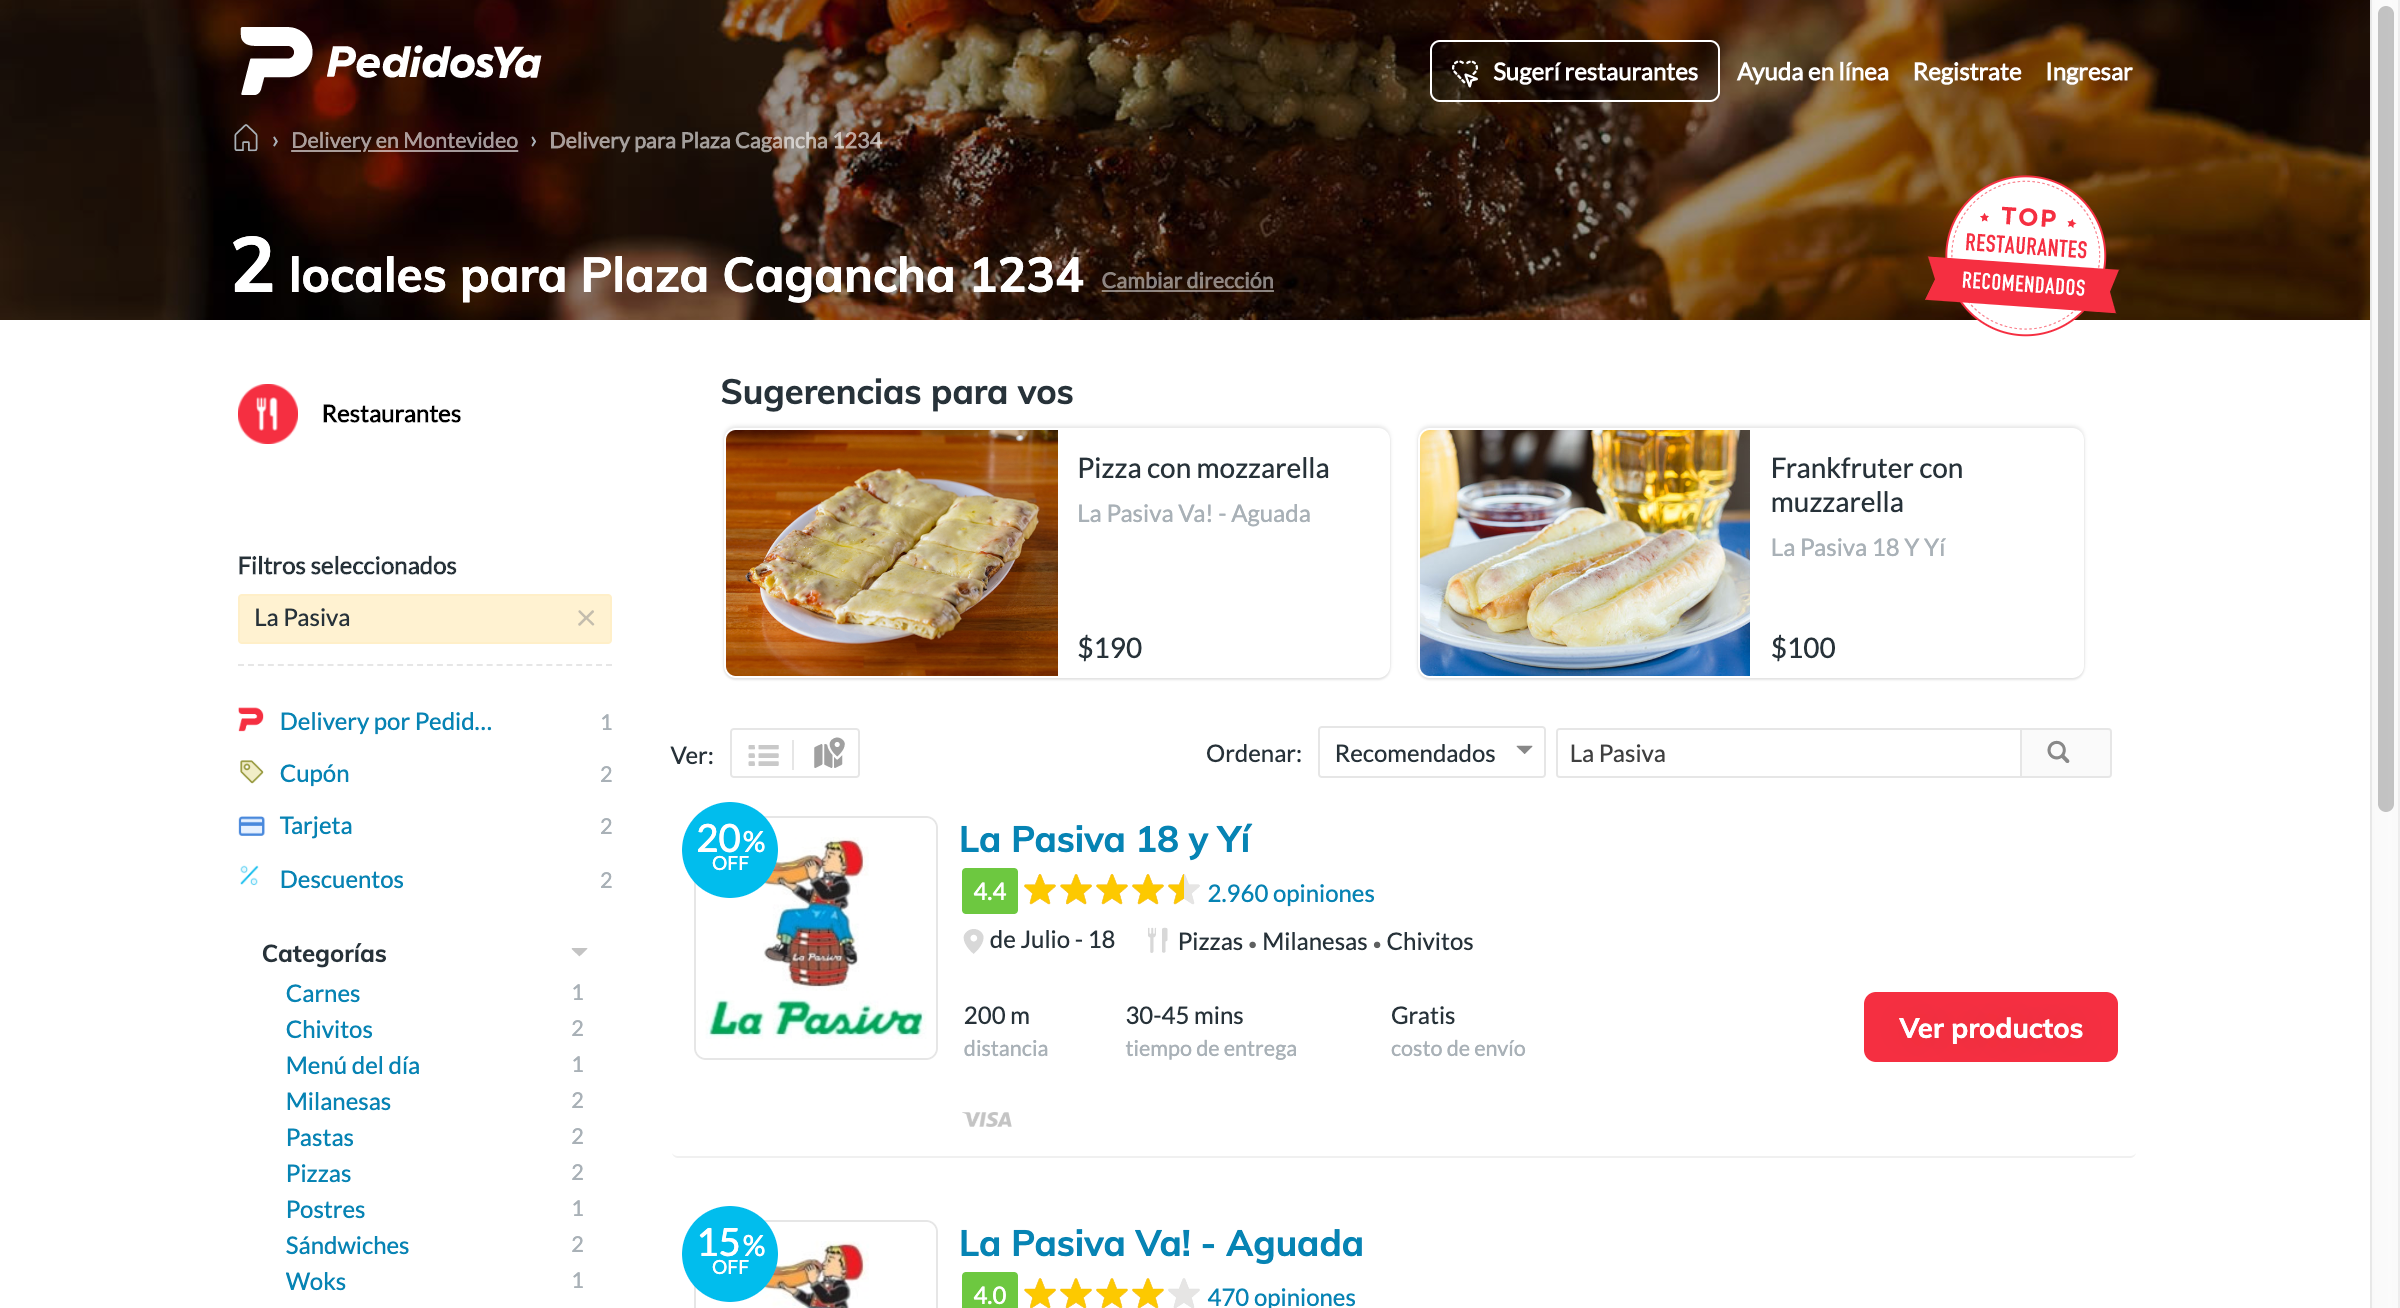 PedidosYa
Sugerí restaurantes
Ayuda en línea
Registrate
Ingresar
› Delivery en Montevideo › Delivery para Plaza Cagancha 1234
2 locales para Plaza Cagancha 1234
Cambiar dirección
TOP
RESTAURANTES
RECOMENDADOS
Restaurantes
Filtros seleccionados
La Pasiva
Delivery por Pedid... 1
Cupón 2
Tarjeta 2
Descuentos 2
Categorías
Carnes 1
Chivitos 2
Menú del día 1
Milanesas 2
Pastas 2
Pizzas 2
Postres 1
Sándwiches 2
Woks 1
Sugerencias para vos
Pizza con mozzarella
La Pasiva Va! - Aguada
$190
Frankfruter con
muzzarella
La Pasiva 18 Y Yí
$100
Ver:
Ordenar: Recomendados
La Pasiva
20%
OFF
La Pasiva
La Pasiva
La Pasiva 18 y Yí
4.4 2.960 opiniones
de Julio - 18 Pizzas • Milanesas • Chivitos
200 m
distancia
30-45 mins
tiempo de entrega
Gratis
costo de envío
Ver productos
VISA
15%
OFF
La Pasiva Va! - Aguada
4.0 470 opiniones